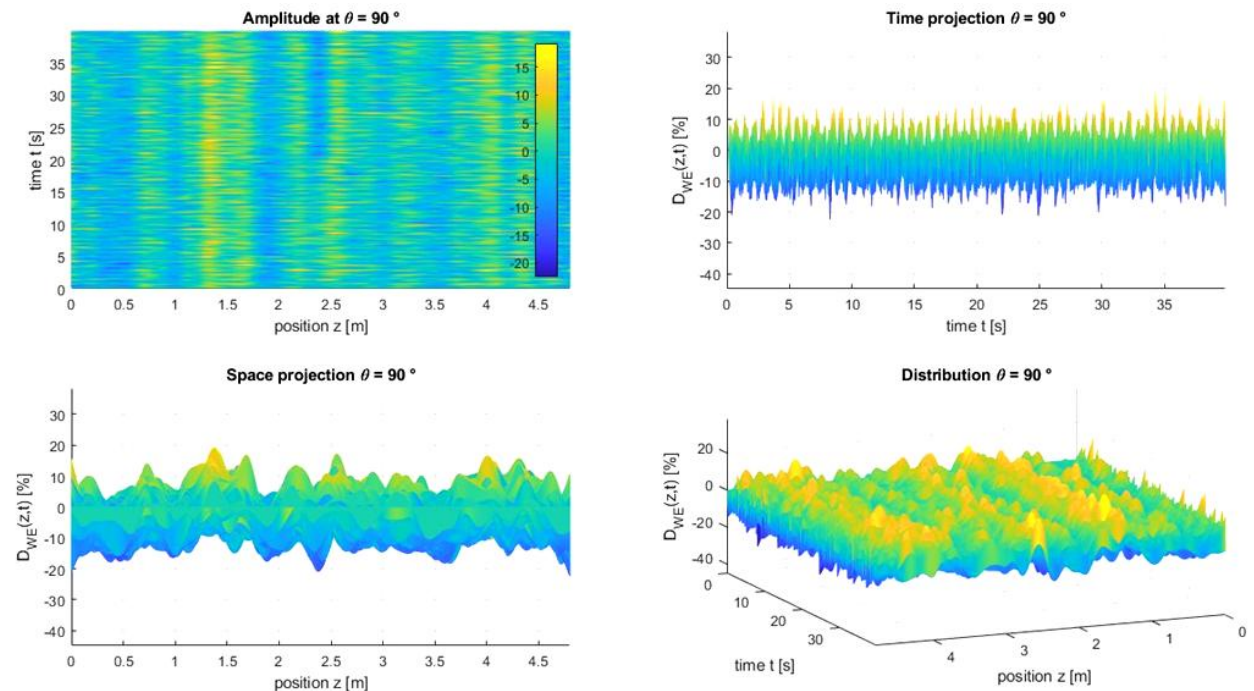 Amplitude at θ = 90 °
35
30
25
20
15
10
5
0
time t [s]
0 0.5 1 1.5 2 2.5 3 3.5 4 4.5
position z [m]
15
10
5
0
-5
-10
-15
-20
Time projection θ = 90 °
30
20
10
0
-10
-20
-30
-40
D_WE(z,t) [%]
0 5 10 15 20 25 30 35
time t [s]
Space projection θ = 90 °
30
20
10
0
-10
-20
-30
-40
D_WE(z,t) [%]
0 0.5 1 1.5 2 2.5 3 3.5 4 4.5
position z [m]
Distribution θ = 90 °
20
0
-20
-40
D_WE(z,t) [%]
0
10
20
30
time t [s]
4 3 2 1 0
position z [m]